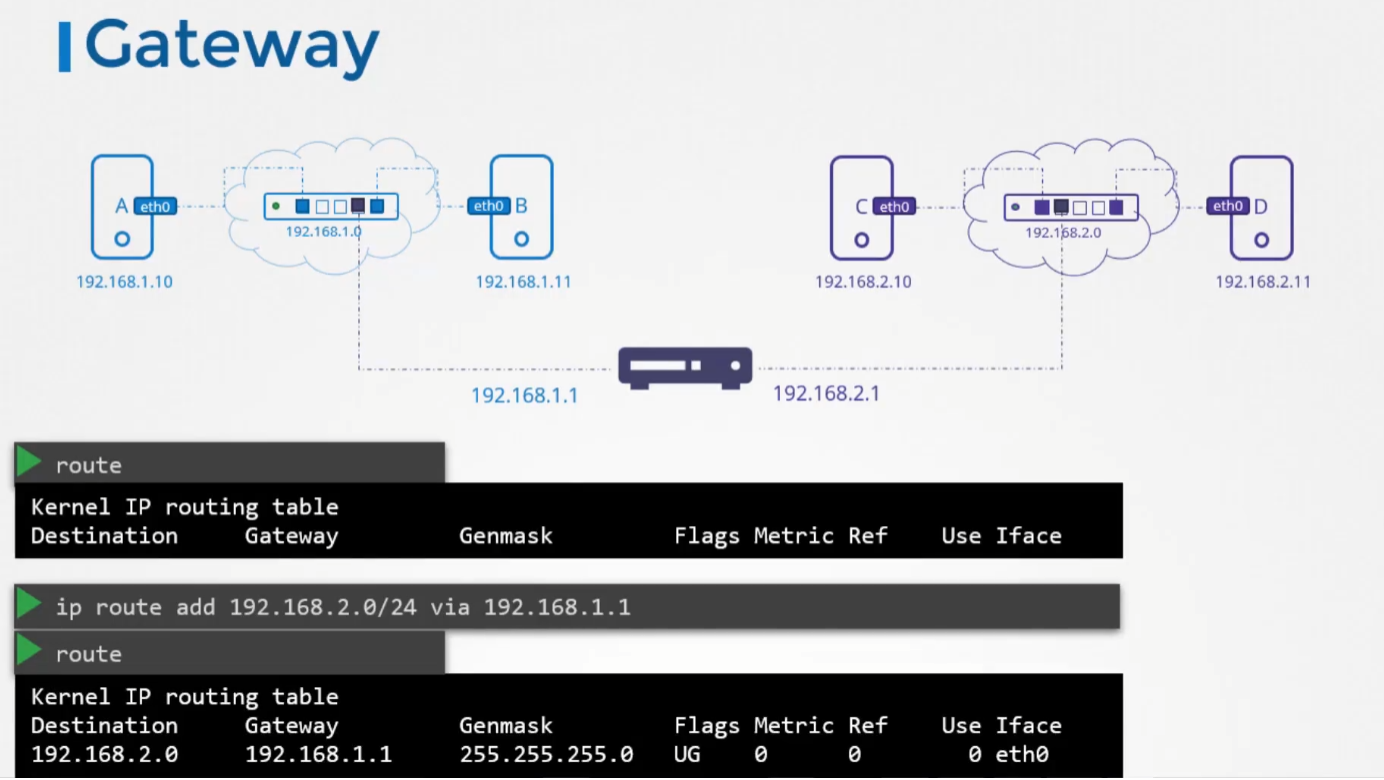 Gateway
A eth0
eth0 B
C eth0
eth0 D
192.168.1.0
192.168.2.0
192.168.1.10
192.168.1.11
192.168.2.10
192.168.2.11
192.168.1.1
192.168.2.1
route
Kernel IP routing table
Destination Gateway Genmask Flags Metric Ref Use Iface
ip route add 192.168.2.0/24 via 192.168.1.1
route
Kernel IP routing table
Destination Gateway Genmask Flags Metric Ref Use Iface
192.168.2.0 192.168.1.1 255.255.255.0 UG 0 0 0 eth0